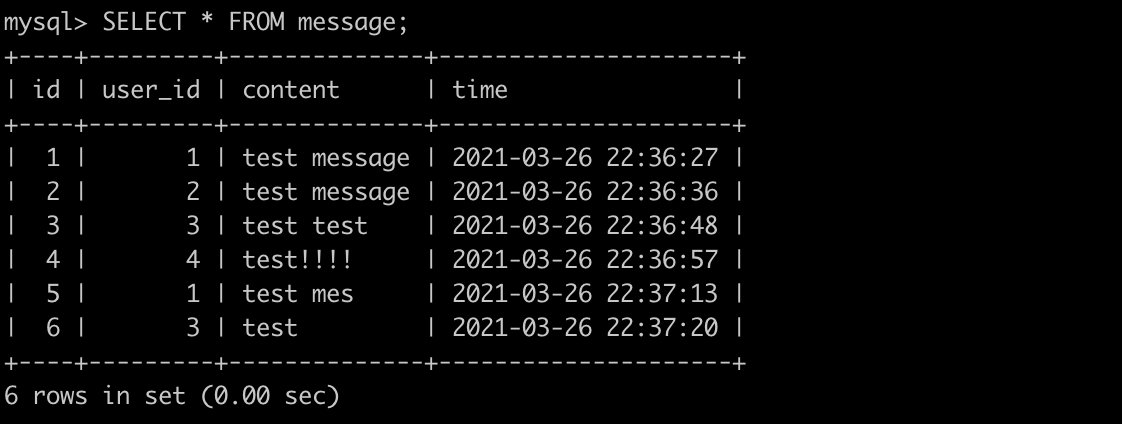 mysql> SELECT * FROM message;
+----+---------+--------------+---------------------+
| id | user_id | content      | time                |
+----+---------+--------------+---------------------+
|  1 |       1 | test message | 2021-03-26 22:36:27 |
|  2 |       2 | test message | 2021-03-26 22:36:36 |
|  3 |       3 | test test    | 2021-03-26 22:36:48 |
|  4 |       4 | test!!!!     | 2021-03-26 22:36:57 |
|  5 |       1 | test mes     | 2021-03-26 22:37:13 |
|  6 |       3 | test         | 2021-03-26 22:37:20 |
+----+---------+--------------+---------------------+
6 rows in set (0.00 sec)